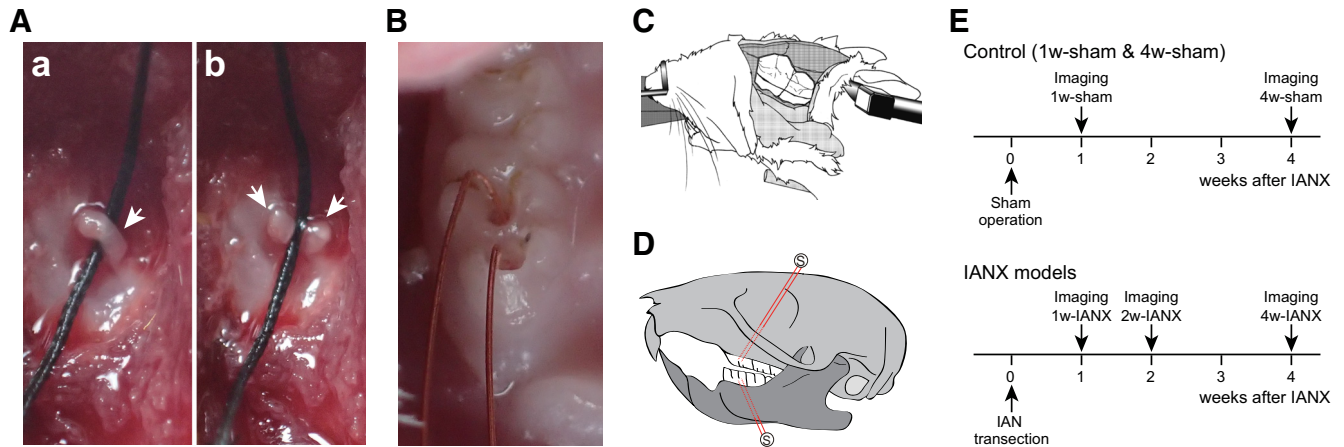 A
a
b
B
C
D
S
S
E
Control (1w-sham & 4w-sham)
Imaging
1w-sham
Imaging
4w-sham
0
1
2
3
4
Sham
operation
weeks after IANX
IANX models
Imaging
1w-IANX
Imaging
2w-IANX
Imaging
4w-IANX
0
1
2
3
4
IAN
transection
weeks after IANX